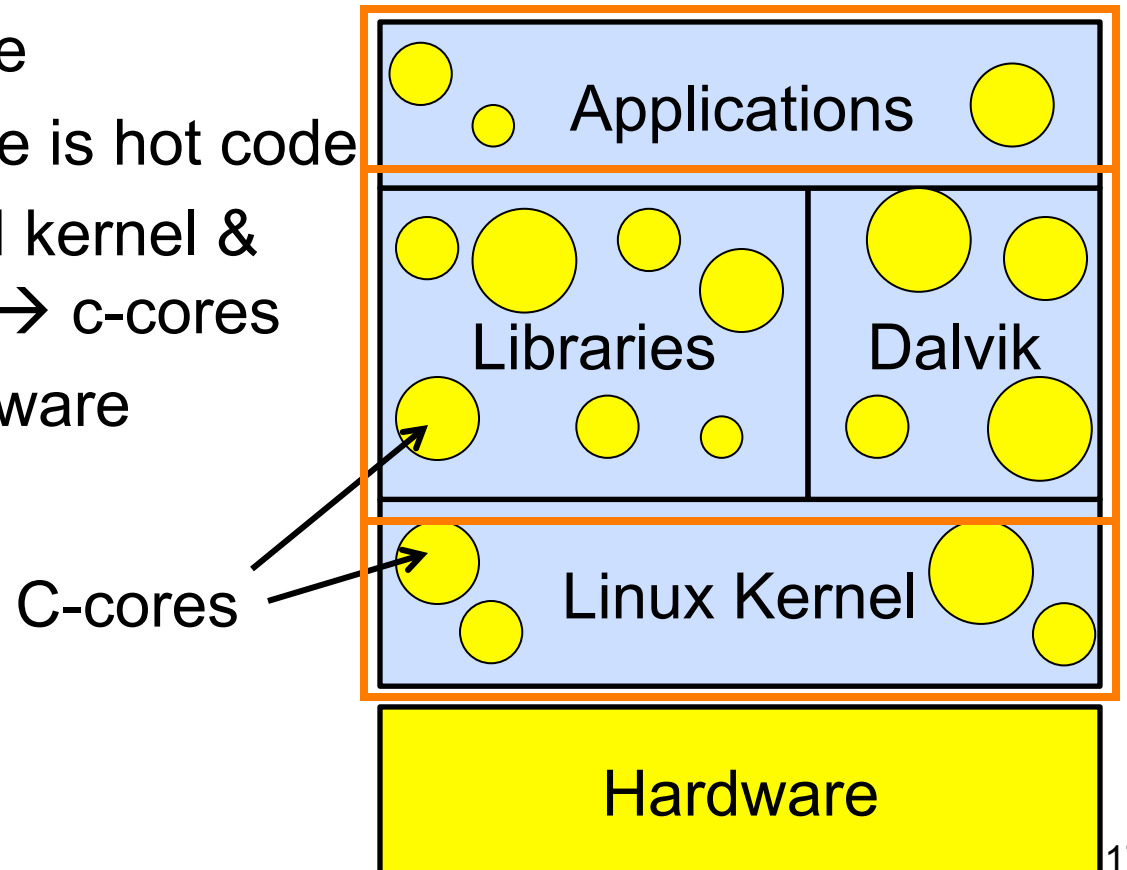 e
e is hot code
l kernel &
→ c-cores
ware
C-cores
Applications
Libraries
Dalvik
Linux Kernel
Hardware